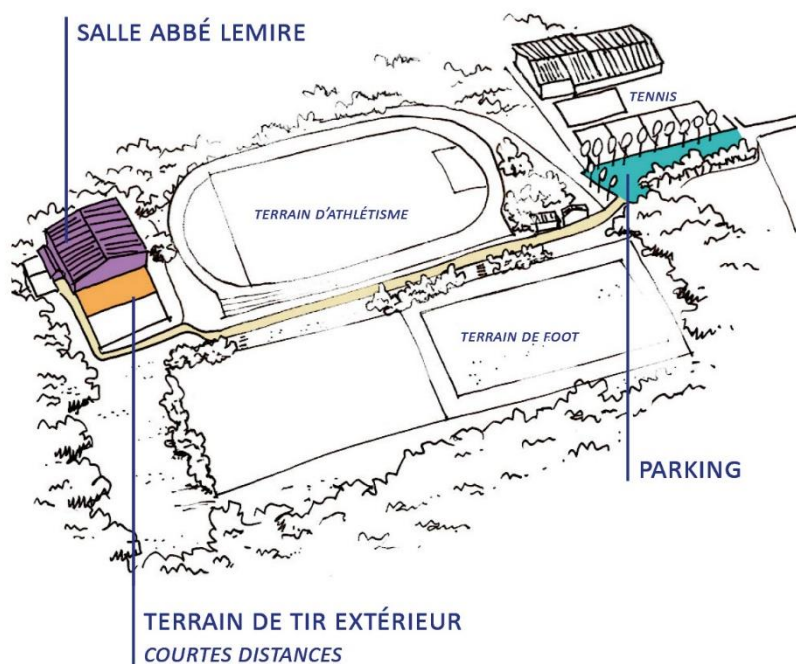 SALLE ABBÉ LEMIRE
TENNIS
TERRAIN D'ATHLÉTISME
TERRAIN DE FOOT
PARKING
TERRAIN DE TIR EXTÉRIEUR
COURTES DISTANCES